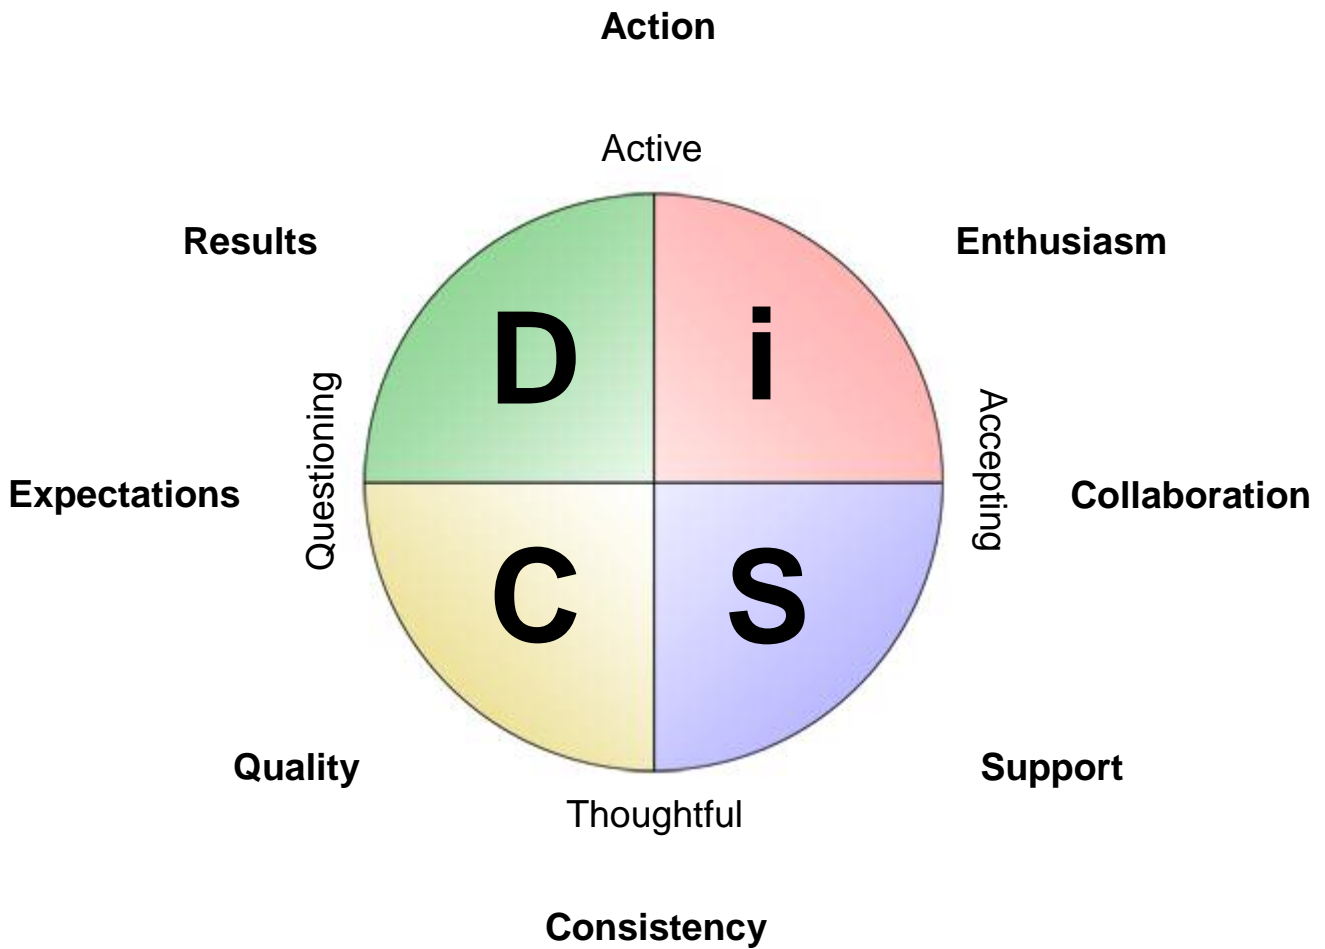 Action
Active
Results
Enthusiasm
D
i
Questioning
Accepting
Expectations
Collaboration
C
S
Quality
Support
Thoughtful
Consistency